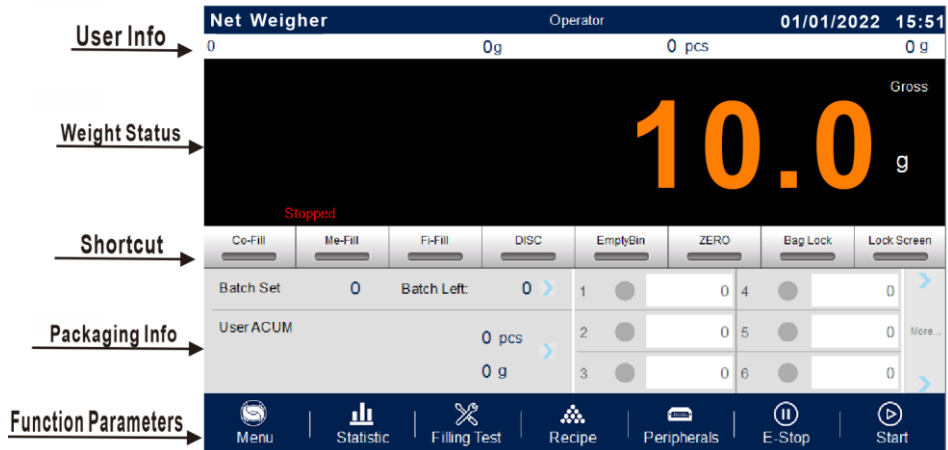 Net Weigher Operator 01/01/2022 15:51
User Info
0 0g 0 pcs 0 g
Gross
Weight Status
10.0 g
Stopped
Shortcut
Co-Fill Me-Fill Fi-Fill DISC EmptyBin ZERO Bag Lock Lock Screen
Batch Set 0 Batch Left: 0 1 0 4 0
User ACUM
Packaging Info
0 pcs 2 0 5 0 More...
0 g 3 0 6 0
Function Parameters
Menu Statistic Filling Test Recipe Peripherals E-Stop Start